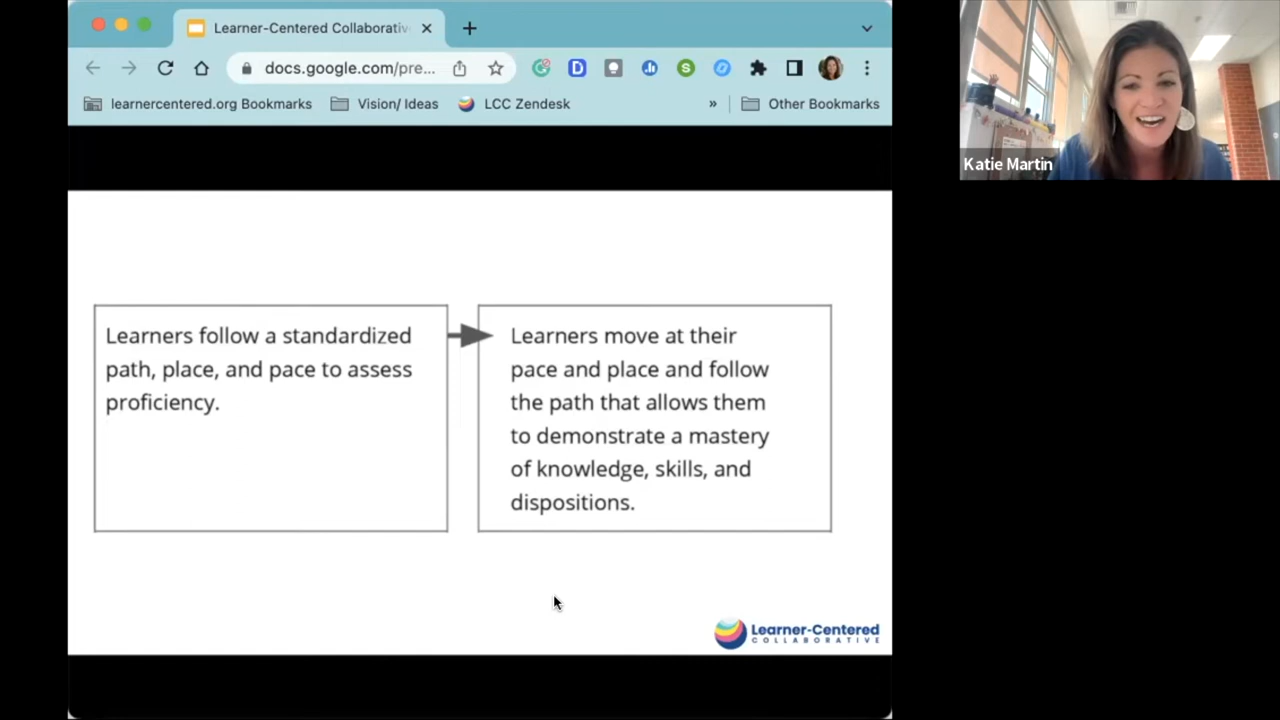 Learner-Centered Collaborativ
docs.google.com/pre...
learnercentered.org Bookmarks
Vision/ Ideas
LCC Zendesk
»
Other Bookmarks
Katie Martin
Learners follow a standardized
path, place, and pace to assess
proficiency.
Learners move at their
pace and place and follow
the path that allows them
to demonstrate a mastery
of knowledge, skills, and
dispositions.
Learner-Centered
COLLABORATIVE